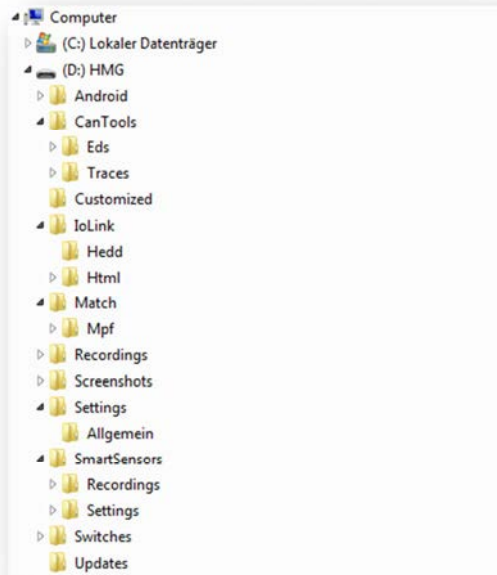 Computer
(C:) Lokaler Datenträger
(D:) HMG
Android
CanTools
Eds
Traces
Customized
IoLink
Hedd
Html
Match
Mpf
Recordings
Screenshots
Settings
Allgemein
SmartSensors
Recordings
Settings
Switches
Updates